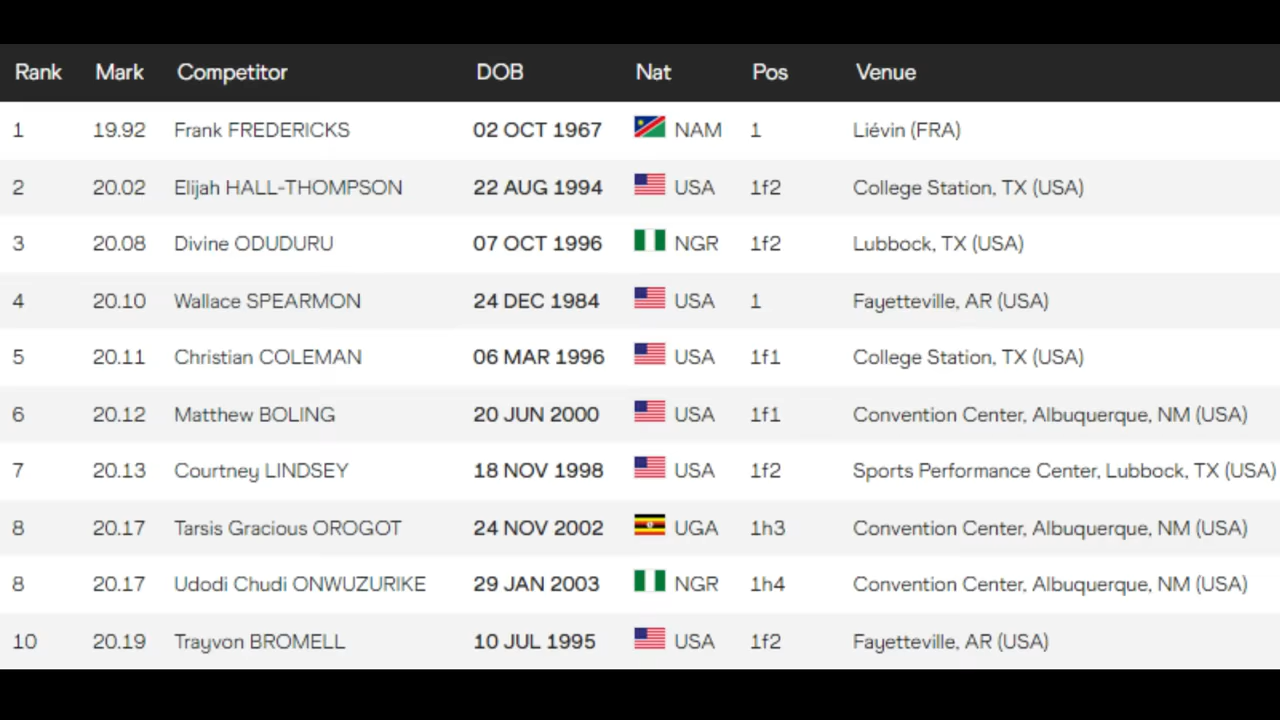 Rank Mark Competitor DOB Nat Pos Venue
1 19.92 Frank FREDERICKS 02 OCT 1967 NAM 1 Liévin (FRA)
2 20.02 Elijah HALL-THOMPSON 22 AUG 1994 USA 1f2 College Station, TX (USA)
3 20.08 Divine ODUDURU 07 OCT 1996 NGR 1f2 Lubbock, TX (USA)
4 20.10 Wallace SPEARMON 24 DEC 1984 USA 1 Fayetteville, AR (USA)
5 20.11 Christian COLEMAN 06 MAR 1996 USA 1f1 College Station, TX (USA)
6 20.12 Matthew BOLING 20 JUN 2000 USA 1f1 Convention Center, Albuquerque, NM (USA)
7 20.13 Courtney LINDSEY 18 NOV 1998 USA 1f2 Sports Performance Center, Lubbock, TX (USA)
8 20.17 Tarsis Gracious OROGOT 24 NOV 2002 UGA 1h3 Convention Center, Albuquerque, NM (USA)
8 20.17 Udodi Chudi ONWUZURIKE 29 JAN 2003 NGR 1h4 Convention Center, Albuquerque, NM (USA)
10 20.19 Trayvon BROMELL 10 JUL 1995 USA 1f2 Fayetteville, AR (USA)